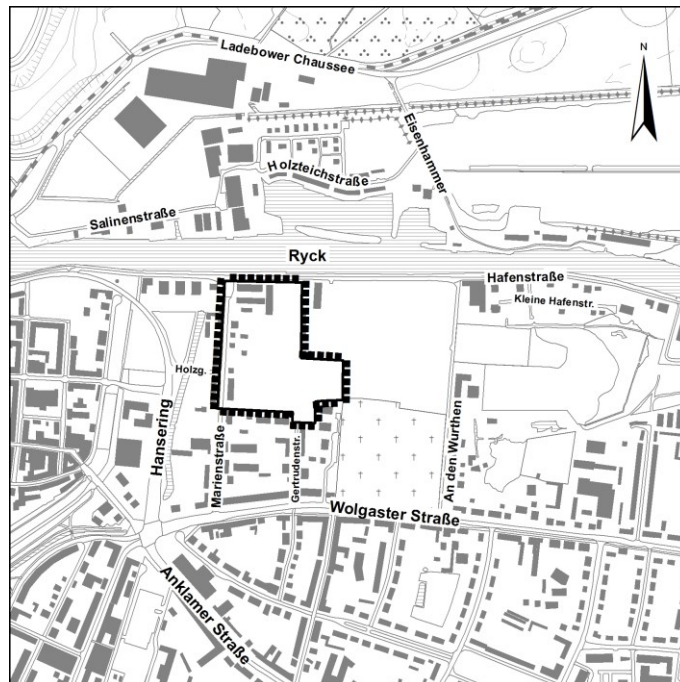 Ladebower Chaussee
N
Eisenhammer
Holzteichstraße
Salinenstraße
Ryck
Hafenstraße
Kleine Hafenstr.
Holzg.
Hansering
Marienstraße
Gertrudenstr.
An den Wurthen
Wolgaster Straße
Anklamer Straße